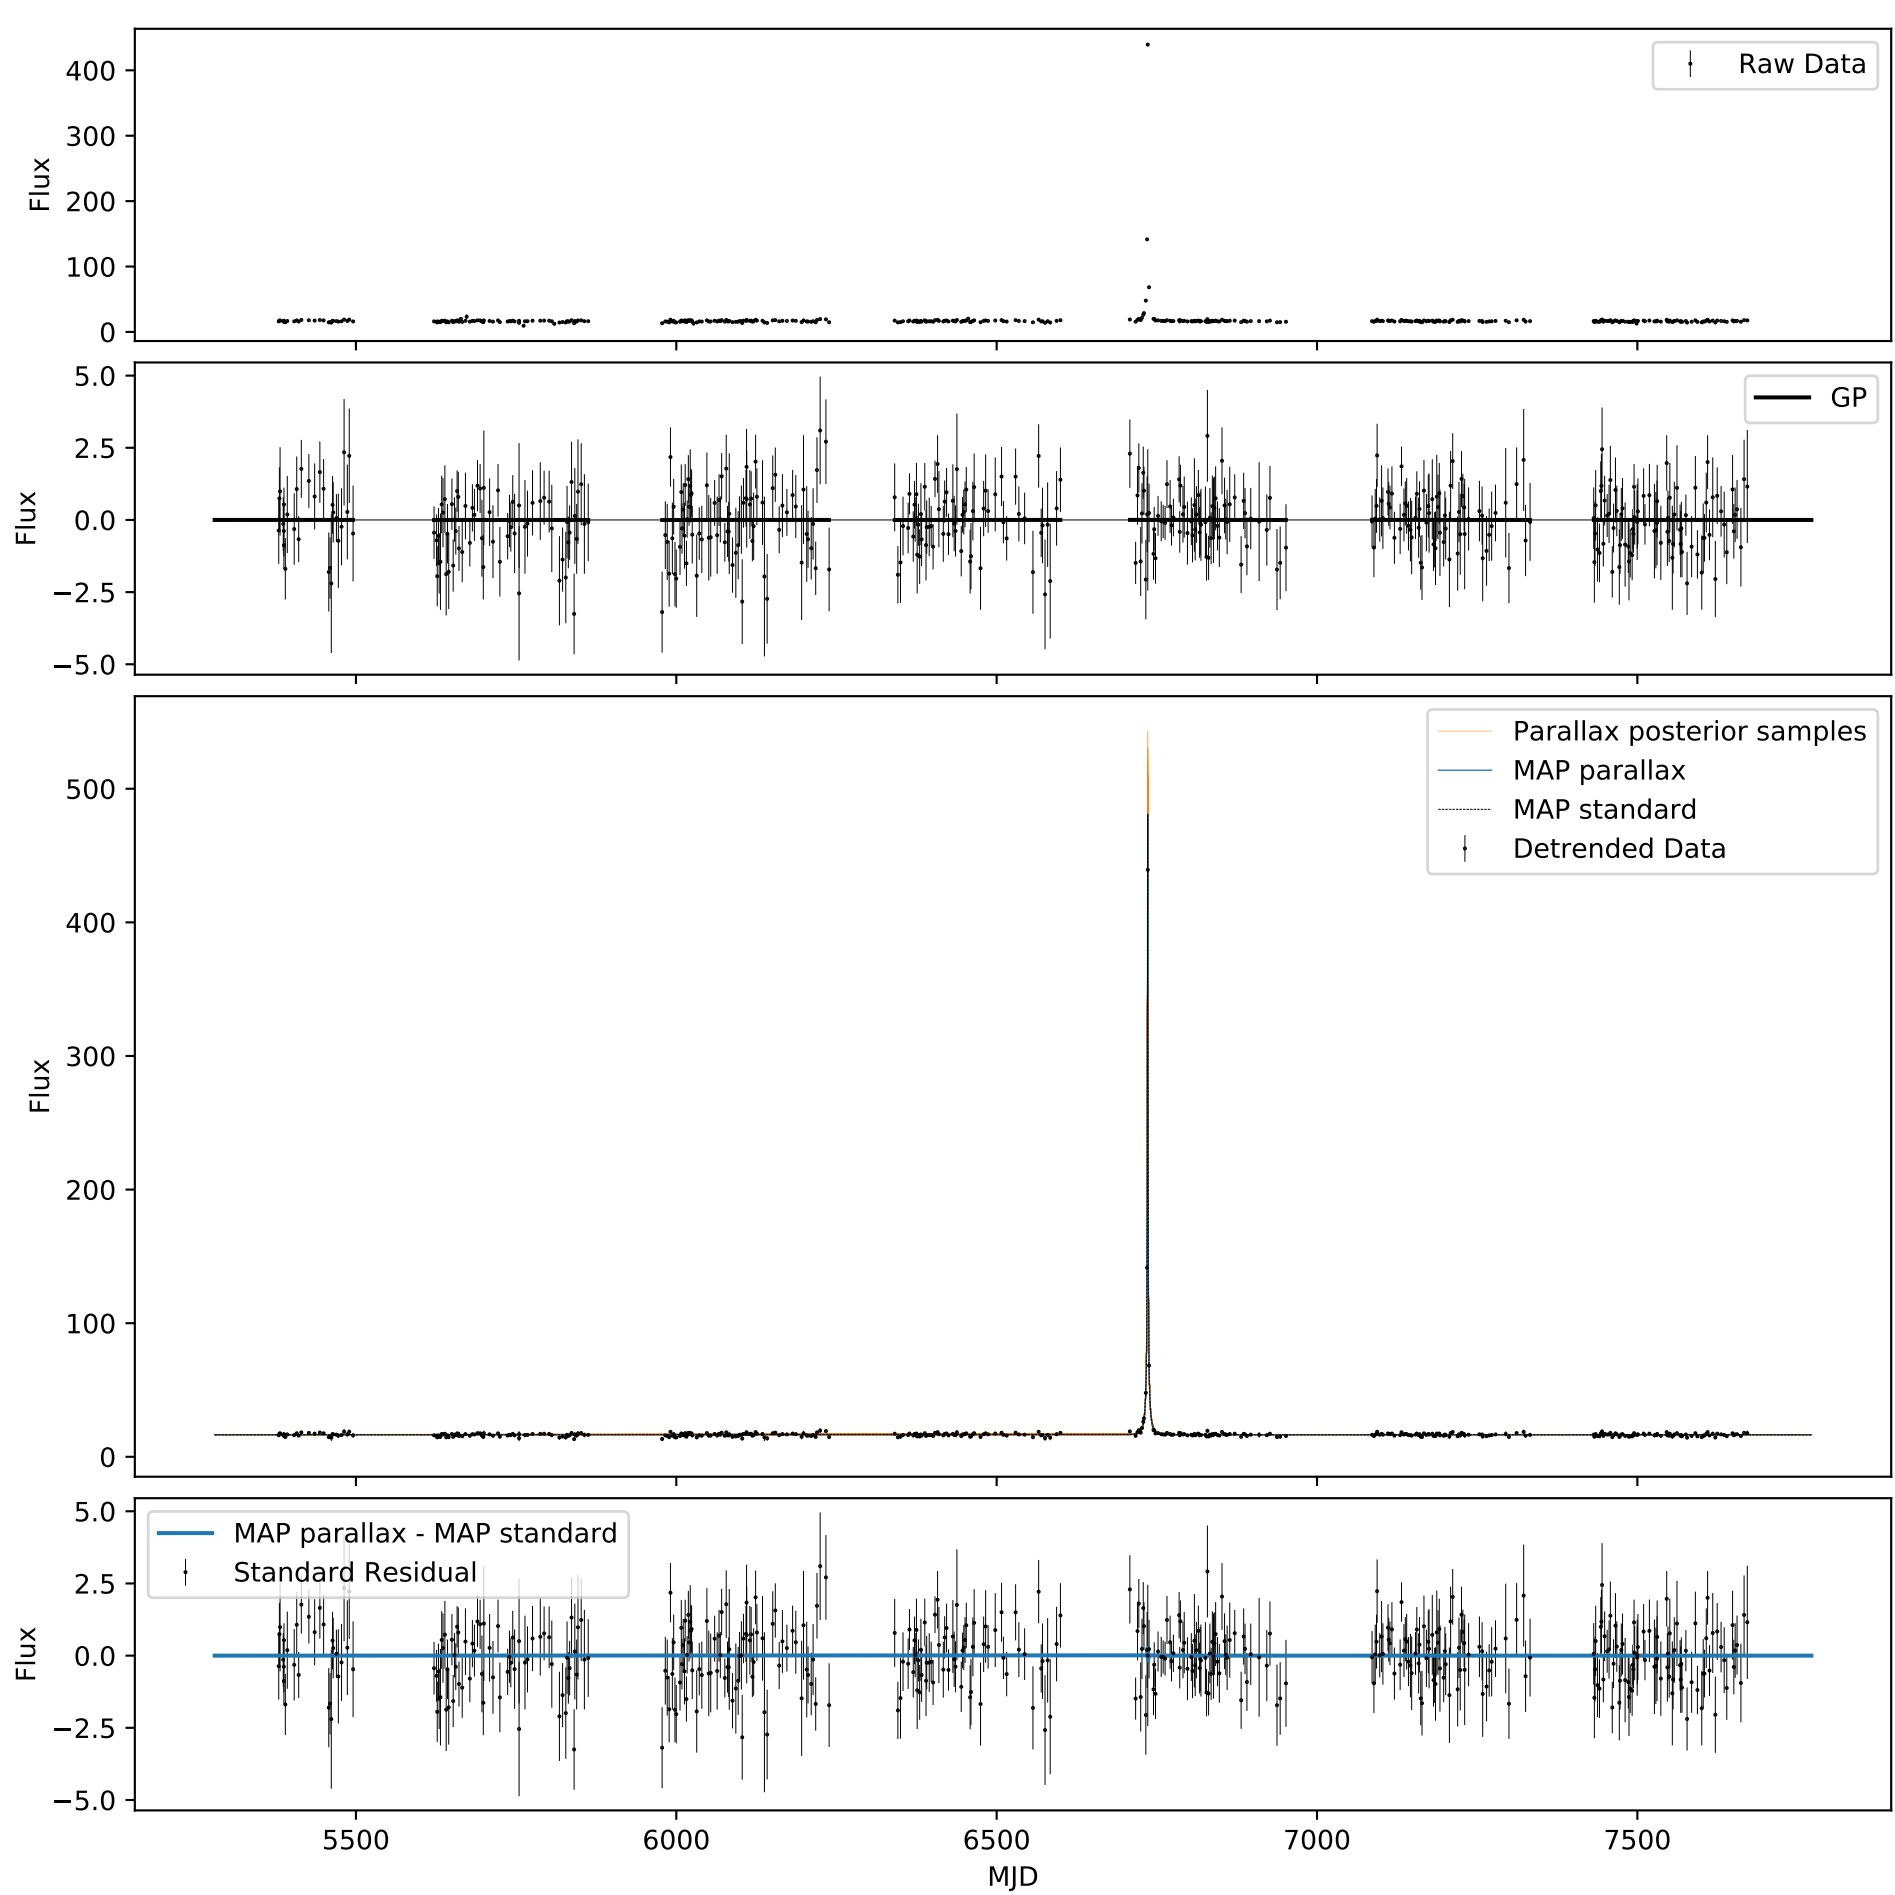 400
300
200
100
0
Flux
Raw Data
5.0
2.5
0.0
−2.5
−5.0
Flux
GP
500
400
300
200
100
0
Flux
Parallax posterior samples
MAP parallax
MAP standard
Detrended Data
5.0
2.5
0.0
−2.5
−5.0
Flux
MAP parallax - MAP standard
Standard Residual
5500 6000 6500 7000 7500
MJD